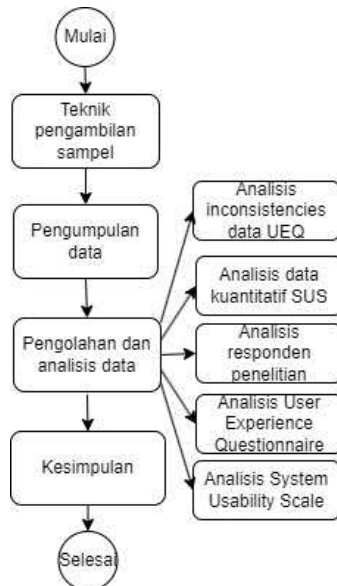 Mulai
Teknik
pengambilan
sampel
Pengumpulan
data
Pengolahan dan
analisis data
Kesimpulan
Selesai
Analisis
inconsistencies
data UEQ
Analisis data
kuantitatif SUS
Analisis
responden
penelitian
Analisis User
Experience
Questionnaire
Analisis System
Usability Scale